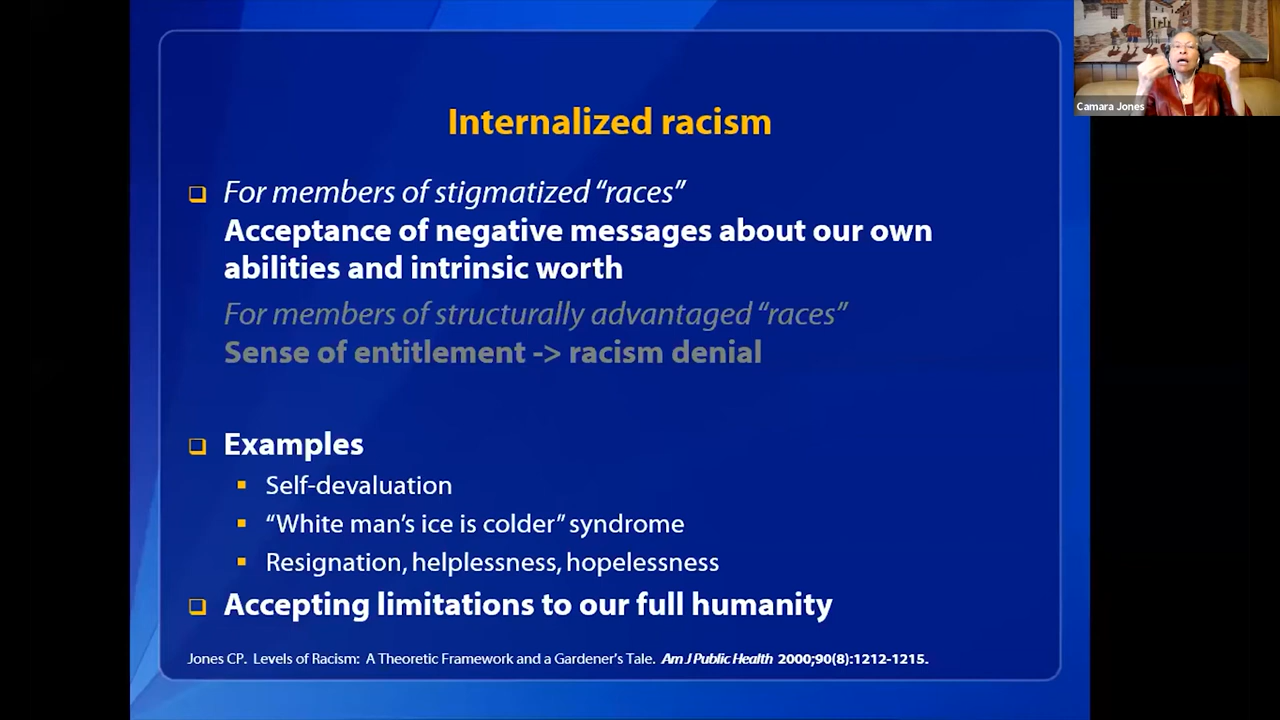 Camara Jones
Internalized racism
For members of stigmatized “races”
Acceptance of negative messages about our own
abilities and intrinsic worth
For members of structurally advantaged “races”
Sense of entitlement -> racism denial
Examples
Self-devaluation
“White man’s ice is colder” syndrome
Resignation, helplessness, hopelessness
Accepting limitations to our full humanity
Jones CP. Levels of Racism: A Theoretic Framework and a Gardener’s Tale. Am J Public Health 2000;90(8):1212-1215.